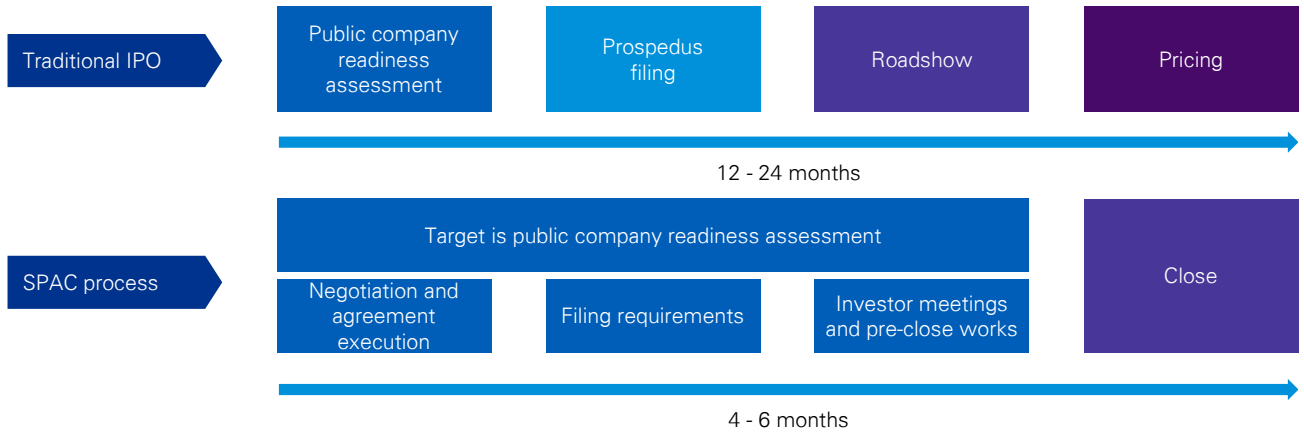 Traditional IPO
Public company
readiness
assessment
Prospedus
filing
Roadshow
Pricing
12 - 24 months
SPAC process
Target is public company readiness assessment
Negotiation and
agreement
execution
Filing requirements
Investor meetings
and pre-close works
Close
4 - 6 months